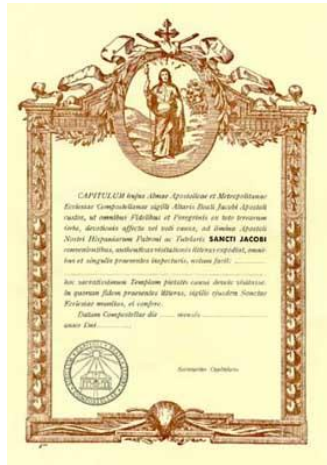 CAPITULUM hujus Almae Apostolicae et Metropolitanae
Ecclesiae Compostellanae sigilli Altaris Beati Jacobi Apostoli
custos, ut omnibus Fidelibus et Peregrinis ex toto terrarum
Orbe, devotionis affectu vel voti causa, ad limina Apostoli
Nostri Hispaniarum Patroni ac Tutelaris SANCTI JACOBI
convenientibus, authenticas visitationis litteras expediat, omni-
bus et singulis praesentes inspecturis, notum facit:
hoc sacratissimum Templum pietatis causa devote visitasse.
In quorum fidem praesentes litteras, sigillo ejusdem Sanctae
Ecclesiae munitas, ei confero.
Datum Compostellae die ...... mensis
anno Dni
Secretarius Capitularis